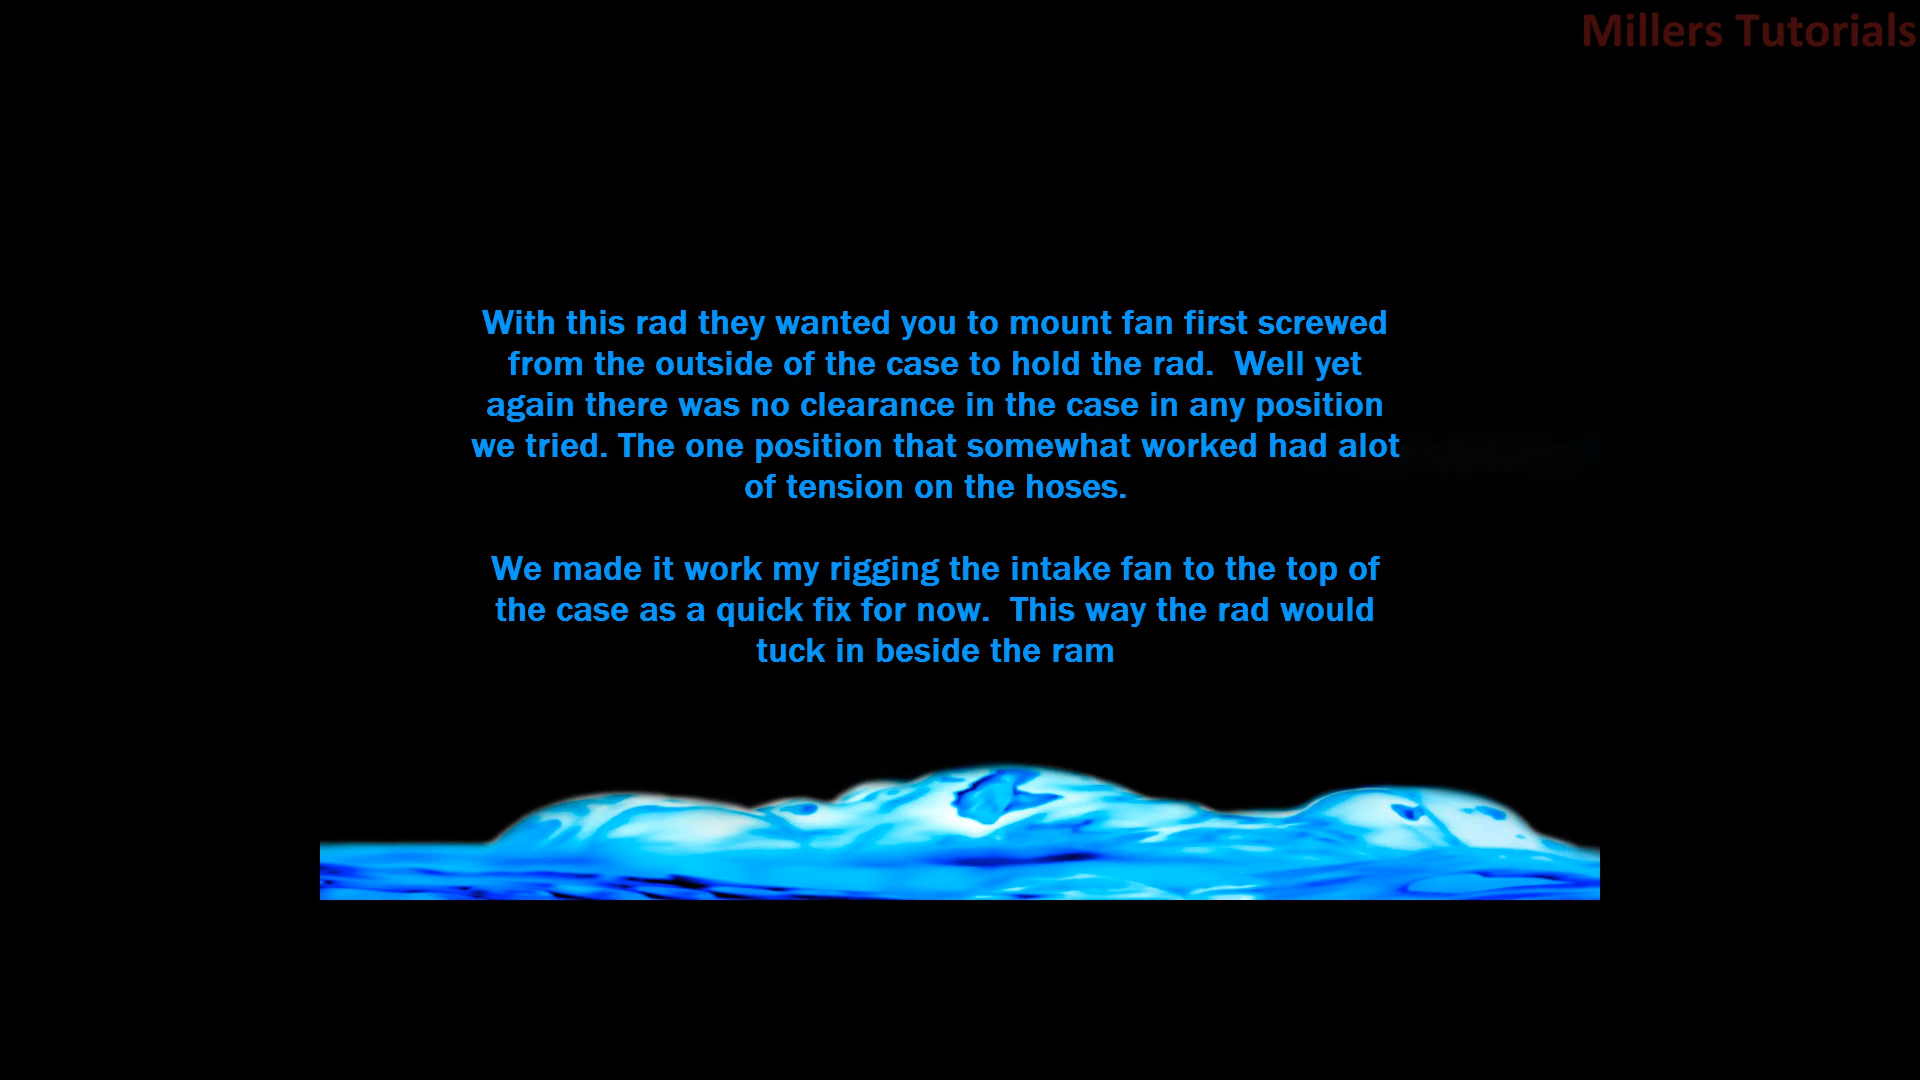 Millers Tutorials
With this rad they wanted you to mount fan first screwed
from the outside of the case to hold the rad.  Well yet
again there was no clearance in the case in any position
we tried. The one position that somewhat worked had alot
of tension on the hoses.
We made it work my rigging the intake fan to the top of
the case as a quick fix for now.  This way the rad would
tuck in beside the ram